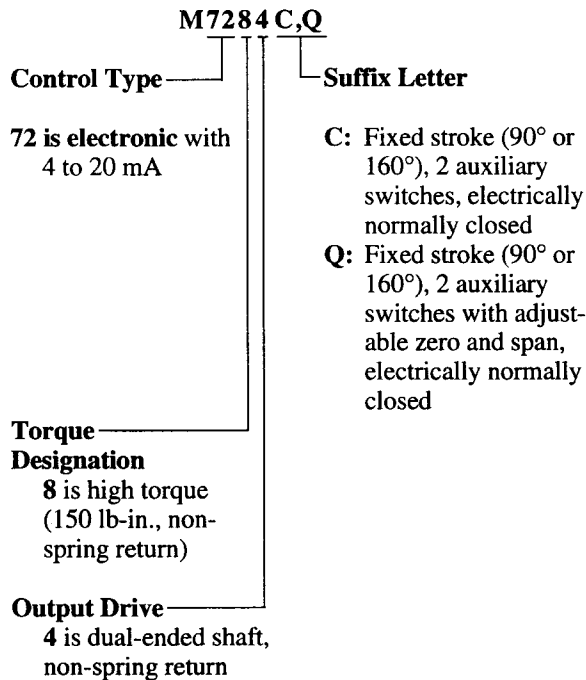 M7284C,Q
Control Type
72 is electronic with
4 to 20 mA
Suffix Letter
C: Fixed stroke (90° or
160°), 2 auxiliary
switches, electrically
normally closed
Q: Fixed stroke (90° or
160°), 2 auxiliary
switches with adjust-
able zero and span,
electrically normally
closed
Torque
Designation
8 is high torque
(150 lb-in., non-
spring return)
Output Drive
4 is dual-ended shaft,
non-spring return